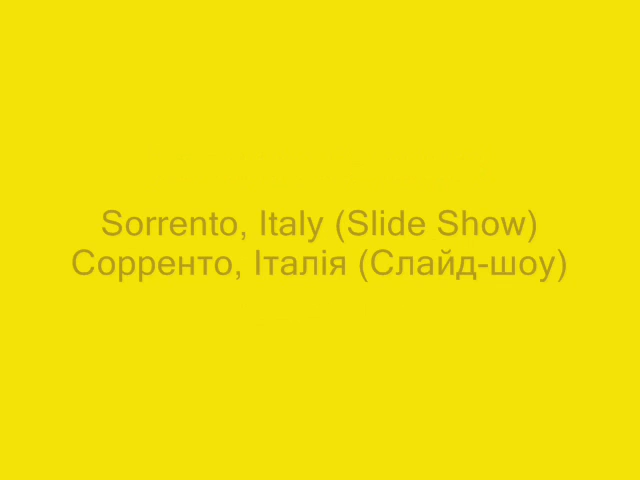 Sorrento, Italy (Slide Show)
Сорренто, Італія (Слайд-шоу)